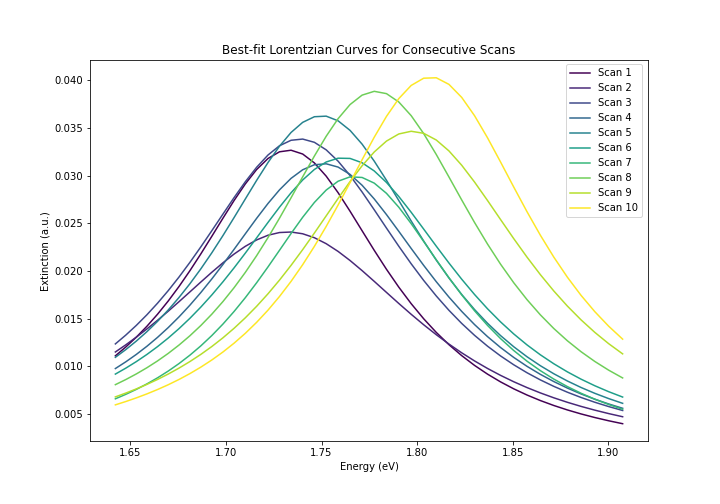 Best-fit Lorentzian Curves for Consecutive Scans
0.040
0.035
0.030
0.025
0.020
0.015
0.010
0.005
Extinction (a.u.)
1.65
1.70
1.75
1.80
1.85
1.90
Energy (eV)
Scan 1
Scan 2
Scan 3
Scan 4
Scan 5
Scan 6
Scan 7
Scan 8
Scan 9
Scan 10